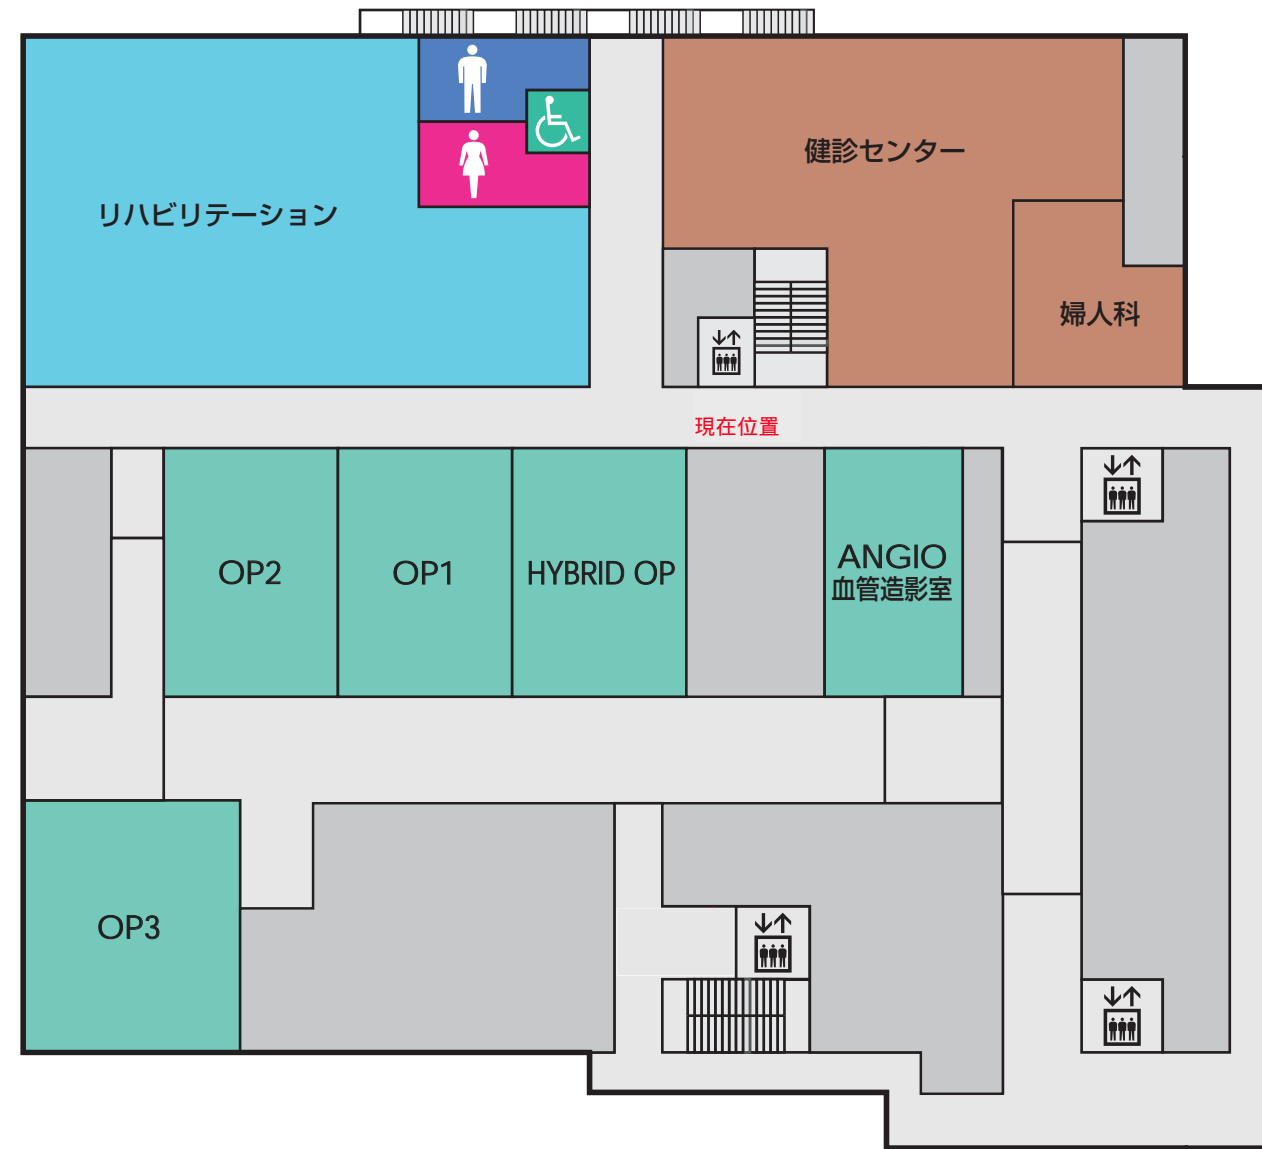 リハビリテーション
健診センター
婦人科
現在位置
OP2
OP1
HYBRID OP
ANGIO
血管造影室
OP3